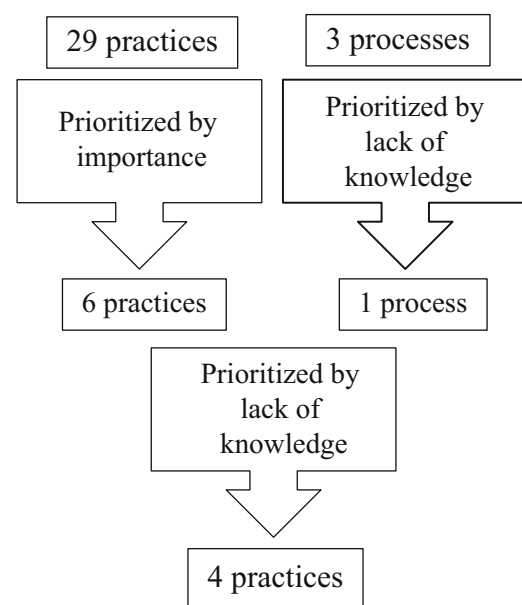 29 practices
3 processes
Prioritized by
importance
Prioritized by
lack of
knowledge
6 practices
1 process
Prioritized by
lack of
knowledge
4 practices